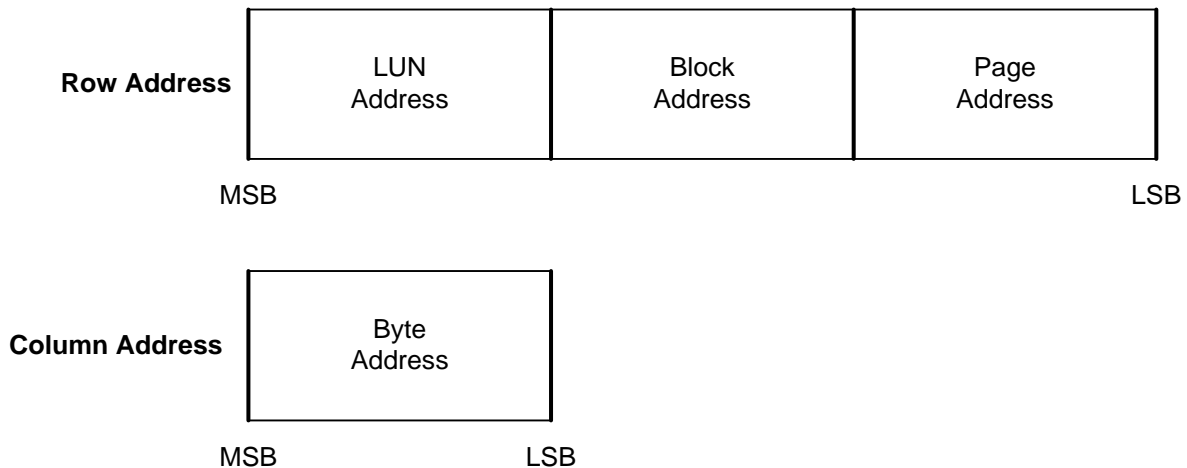 Row Address
LUN
Address
Block
Address
Page
Address
MSB
LSB
Column Address
Byte
Address
MSB
LSB